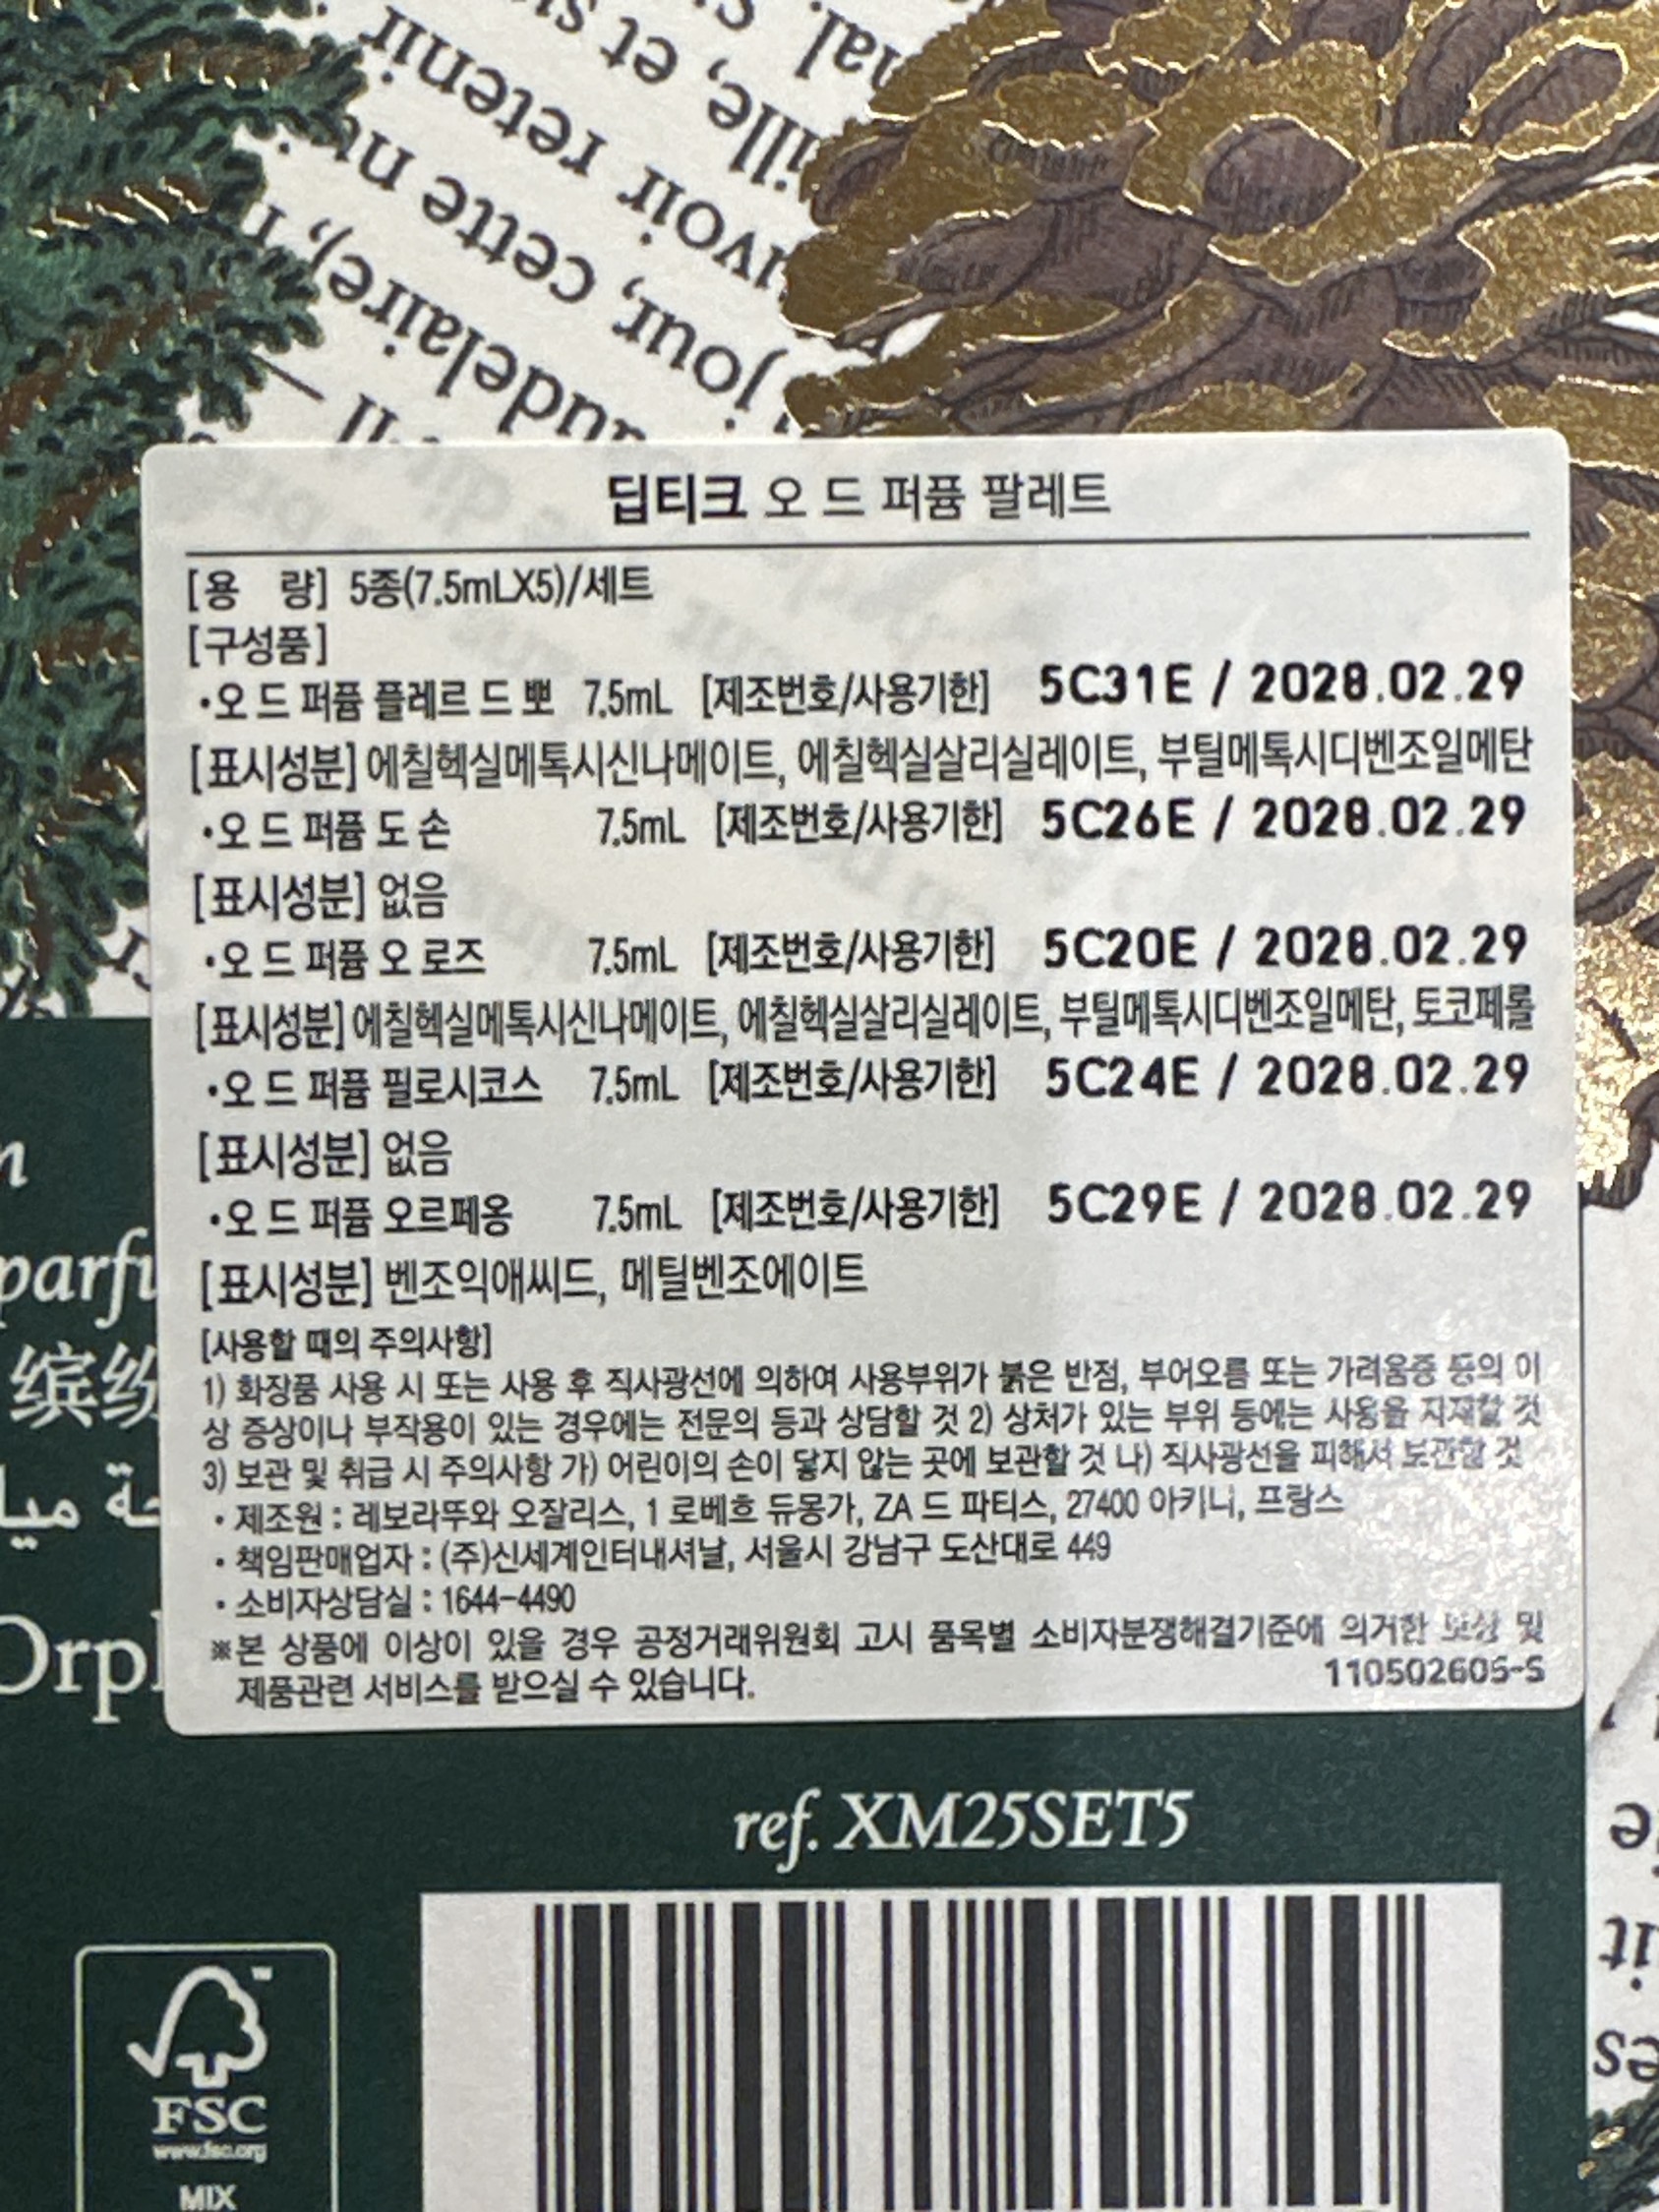 nal.
ille, et su
voir retenir
jour, cette nu
udelaire),
딥티크 오 드 퍼퓸 팔레트
[용 량] 5종(7.5mLX5)/세트
[구성품]
•오 드 퍼퓸 플레르 드 뽀 7.5mL [제조번호/사용기한] 5C31E / 2028.02.29
[표시성분] 에칠헥실메톡시신나메이트, 에칠헥실살리실레이트, 부틸메톡시디벤조일메탄
•오 드 퍼퓸 도 손 7.5mL [제조번호/사용기한] 5C26E / 2028.02.29
[표시성분] 없음
•오 드 퍼퓸 오 로즈 7.5mL [제조번호/사용기한] 5C20E / 2028.02.29
[표시성분] 에칠헥실메톡시신나메이트, 에칠헥실살리실레이트, 부틸메톡시디벤조일메탄, 토코페롤
•오 드 퍼퓸 필로시코스 7.5mL [제조번호/사용기한] 5C24E / 2028.02.29
[표시성분] 없음
•오 드 퍼퓸 오르페옹 7.5mL [제조번호/사용기한] 5C29E / 2028.02.29
[표시성분] 벤조익애씨드, 메틸벤조에이트
[사용할 때의 주의사항]
1) 화장품 사용 시 또는 사용 후 직사광선에 의하여 사용부위가 붉은 반점, 부어오름 또는 가려움증 등의 이
상 증상이나 부작용이 있는 경우에는 전문의 등과 상담할 것 2) 상처가 있는 부위 등에는 사용을 자제할 것
3) 보관 및 취급 시 주의사항 가) 어린이의 손이 닿지 않는 곳에 보관할 것 나) 직사광선을 피해서 보관할 것
• 제조원 : 레보라뚜와 오잘리스, 1 로베흐 듀몽가, ZA 드 파티스, 27400 아키니, 프랑스
• 책임판매업자 : (주)신세계인터내셔날, 서울시 강남구 도산대로 449
• 소비자상담실 : 1644-4490
※본 상품에 이상이 있을 경우 공정거래위원회 고시 품목별 소비자분쟁해결기준에 의거한 보상 및
제품관련 서비스를 받으실 수 있습니다.
110502605-S
parfu
缤纷
Orph
ref. XM25SET5
FSC
www.fsc.org
MIX